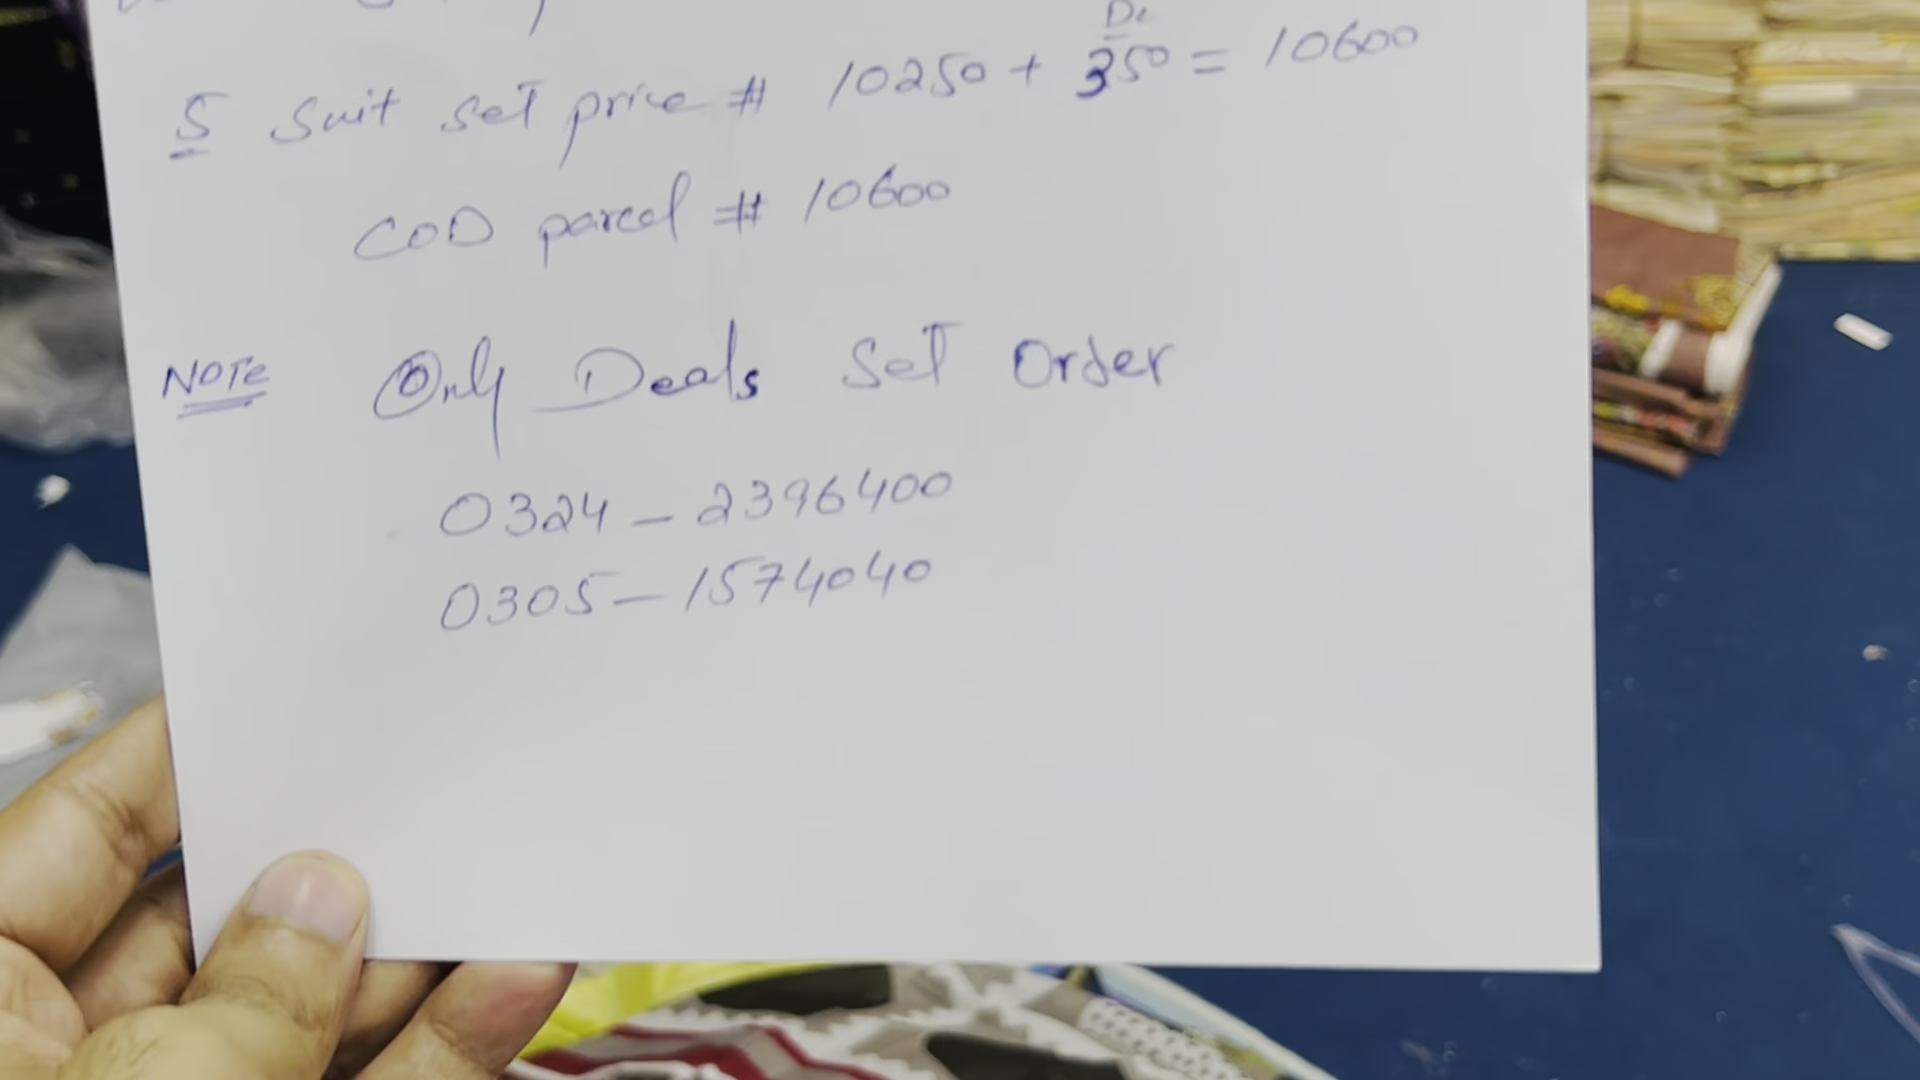 Dc
5 Suit Set price # 10250 + 350 = 10600
COD parcel # 10600
NOTE Only Deals Set Order
0324 - 2396400
0305 - 1574040